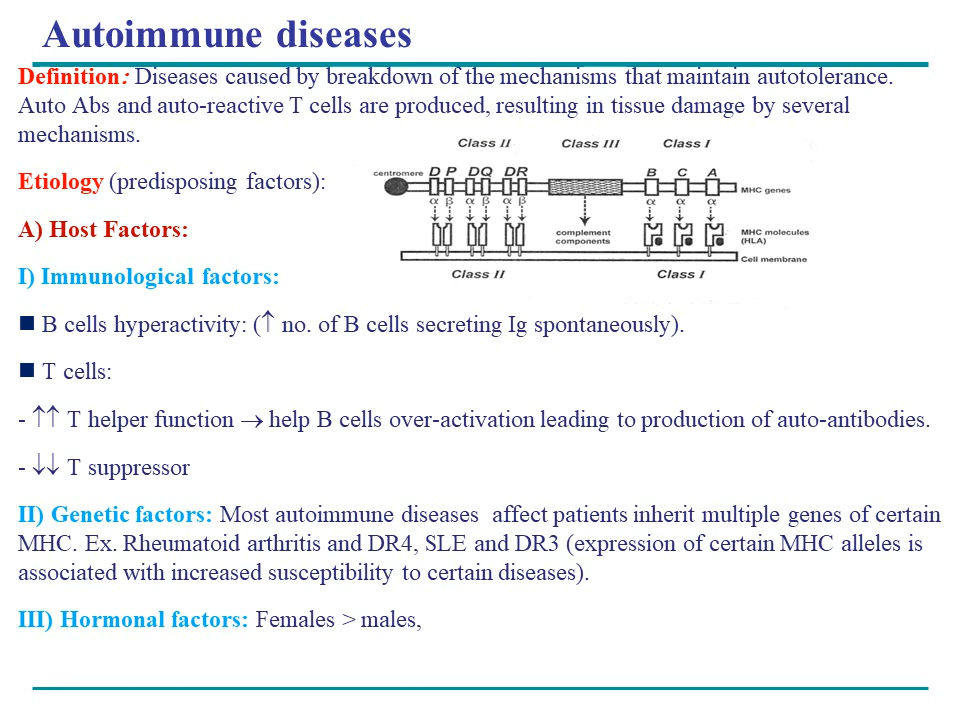 Autoimmune diseases
Definition: Diseases caused by breakdown of the mechanisms that maintain autotolerance.
Auto Abs and auto-reactive T cells are produced, resulting in tissue damage by several
mechanisms.
Class II Class III Class I
centromere D P D Q D R B C A MHC genes
α β α β α β α α α
Etiology (predisposing factors):
complement components
MHC molecules (HLA)
Cell membrane
Class II Class I
A) Host Factors:
I) Immunological factors:
■ B cells hyperactivity: (↑ no. of B cells secreting Ig spontaneously).
■ T cells:
- ↑↑ T helper function → help B cells over-activation leading to production of auto-antibodies.
- ↓↓ T suppressor
II) Genetic factors: Most autoimmune diseases affect patients inherit multiple genes of certain
MHC. Ex. Rheumatoid arthritis and DR4, SLE and DR3 (expression of certain MHC alleles is
associated with increased susceptibility to certain diseases).
III) Hormonal factors: Females > males,